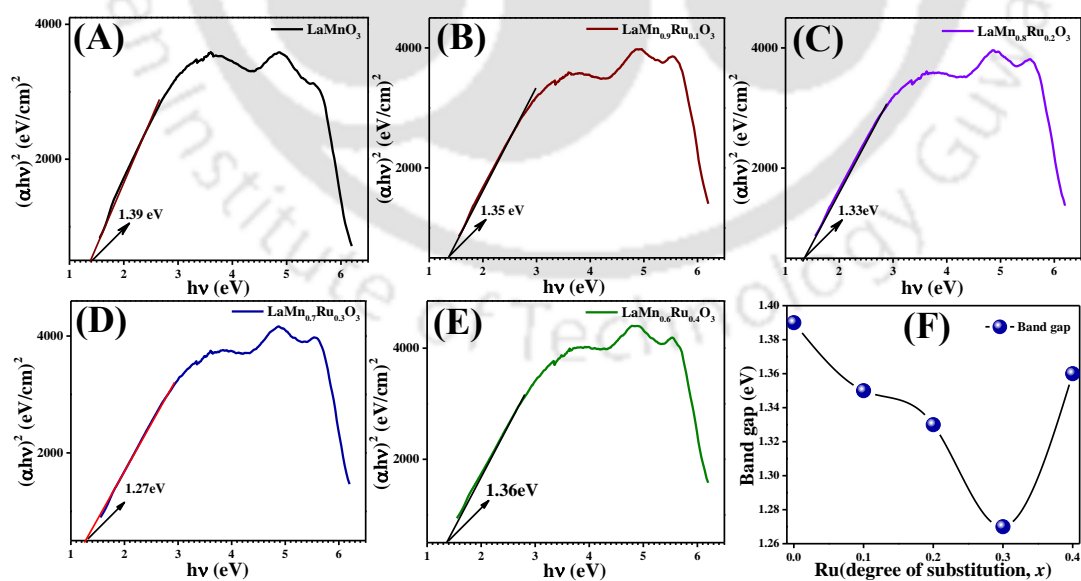 (A)
LaMnO₃
4000
2000
(αhν)² (eV/cm)²
1.39 eV
1 2 3 4 5 6
hν (eV)
(B)
LaMn₀.₉Ru₀.₁O₃
4000
2000
(αhν)² (eV/cm)²
1.35 eV
1 2 3 4 5 6
hν (eV)
(C)
LaMn₀.₈Ru₀.₂O₃
4000
2000
(αhν)² (eV/cm)²
1.33eV
1 2 3 4 5 6
hν (eV)
(D)
LaMn₀.₇Ru₀.₃O₃
4000
2000
(αhν)² (eV/cm)²
1.27eV
1 2 3 4 5 6
hν (eV)
(E)
LaMn₀.₆Ru₀.₄O₃
4000
2000
(αhν)² (eV/cm)²
1.36eV
1 2 3 4 5 6
hν (eV)
(F)
Band gap
1.40
1.38
1.36
1.34
1.32
1.30
1.28
1.26
Band gap (eV)
0.0 0.1 0.2 0.3 0.4
Ru(degree of substitution, x)
Institute of Technology Guw